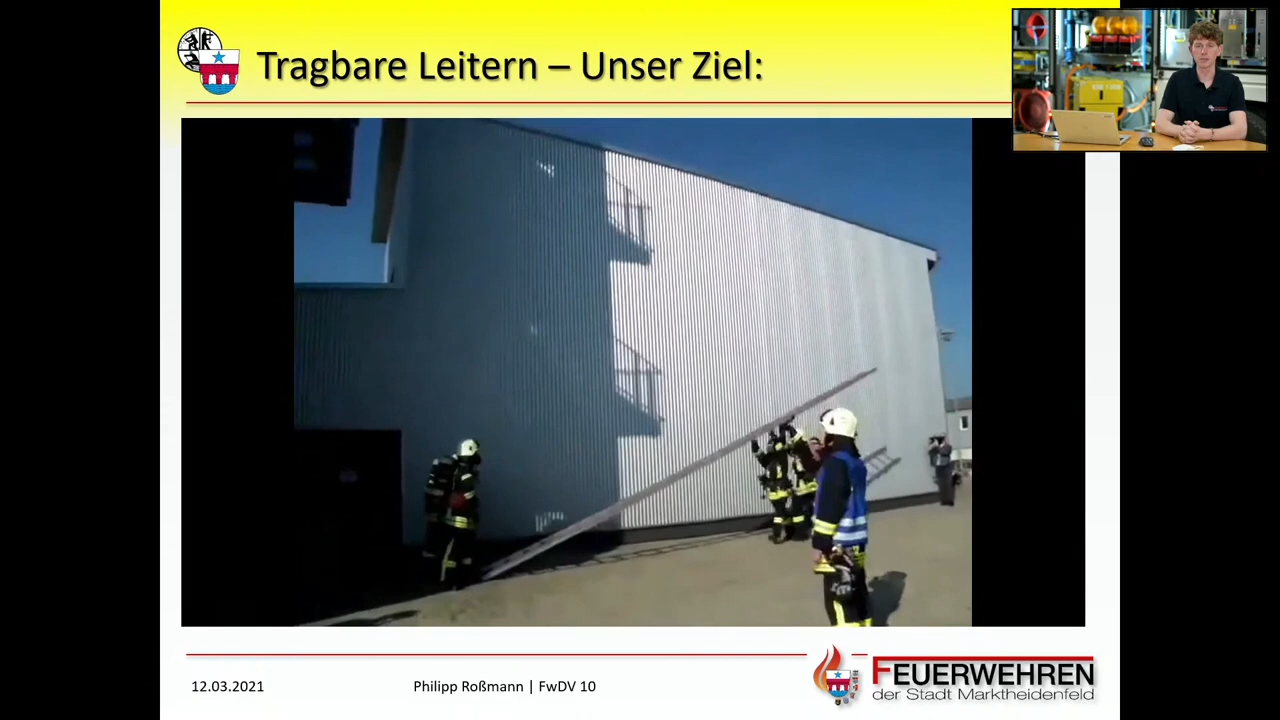 Tragbare Leitern – Unser Ziel:
12.03.2021
Philipp Roßmann | FwDV 10
FEUERWEHREN
der Stadt Marktheidenfeld